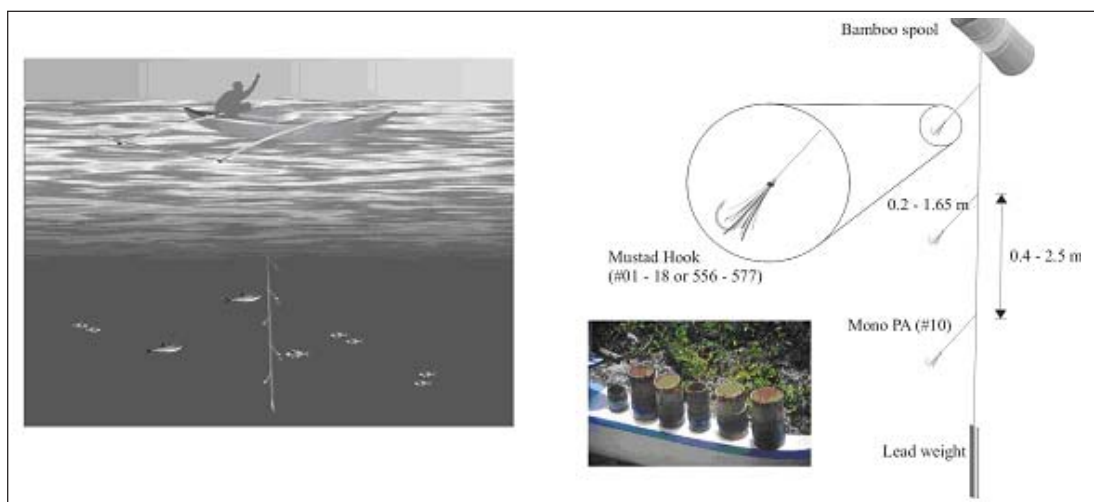 Bamboo spool
0.2 - 1.65 m
Mustad Hook
(#01 - 18 or 556 - 577)
0.4 - 2.5 m
Mono PA (#10)
Lead weight